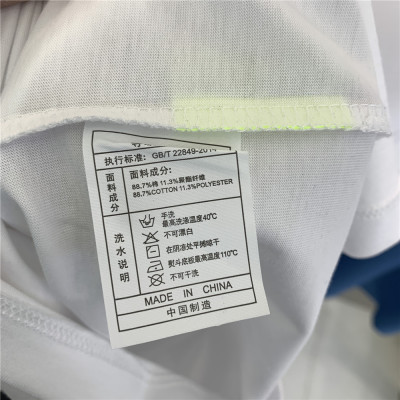 执行标准: GB/T 22849-2014
面料成分
面料成分:
88.7%棉 11.3%聚酯纤维
88.7%COTTON 11.3%POLYESTER
洗水说明
手洗
最高洗涤温度40℃
不可漂白
在阴凉处平摊晾干
熨斗底板最高温度110℃
不可干洗
MADE IN CHINA
中国制造